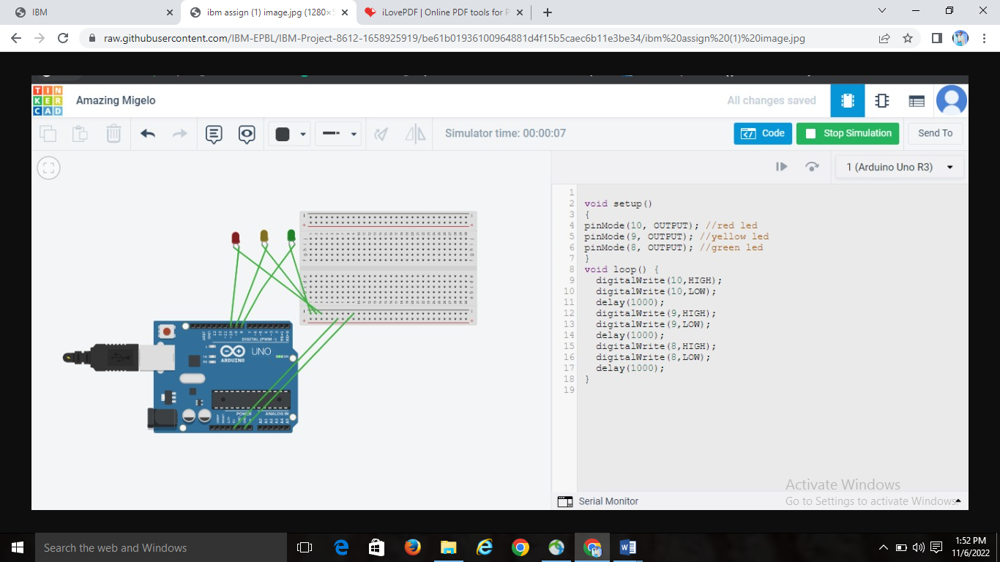 IBM
ibm assign (1) image.jpg (1280×5
iLovePDF | Online PDF tools for P
raw.githubusercontent.com/IBM-EPBL/IBM-Project-8612-1658925919/be61b01936100964881d4f15b5caec6b11e3be34/ibm%20assign%20(1)%20image.jpg
TIN
KER
CAD
Amazing Migelo
All changes saved
Simulator time: 00:00:07
Code
Stop Simulation
Send To
1 (Arduino Uno R3)
1
2 void setup()
3 {
4 pinMode(10, OUTPUT); //red led
5 pinMode(9, OUTPUT); //yellow led
6 pinMode(8, OUTPUT); //green led
7 }
8 void loop() {
9 digitalWrite(10,HIGH);
10 digitalWrite(10,LOW);
11 delay(1000);
12 digitalWrite(9,HIGH);
13 digitalWrite(9,LOW);
14 delay(1000);
15 digitalWrite(8,HIGH);
16 digitalWrite(8,LOW);
17 delay(1000);
18 }
19
DIGITAL (PWM~)
UNO
ARDUINO
POWER
ANALOG IN
Serial Monitor
Activate Windows
Go to Settings to activate Windows.
Search the web and Windows
1:52 PM
11/6/2022